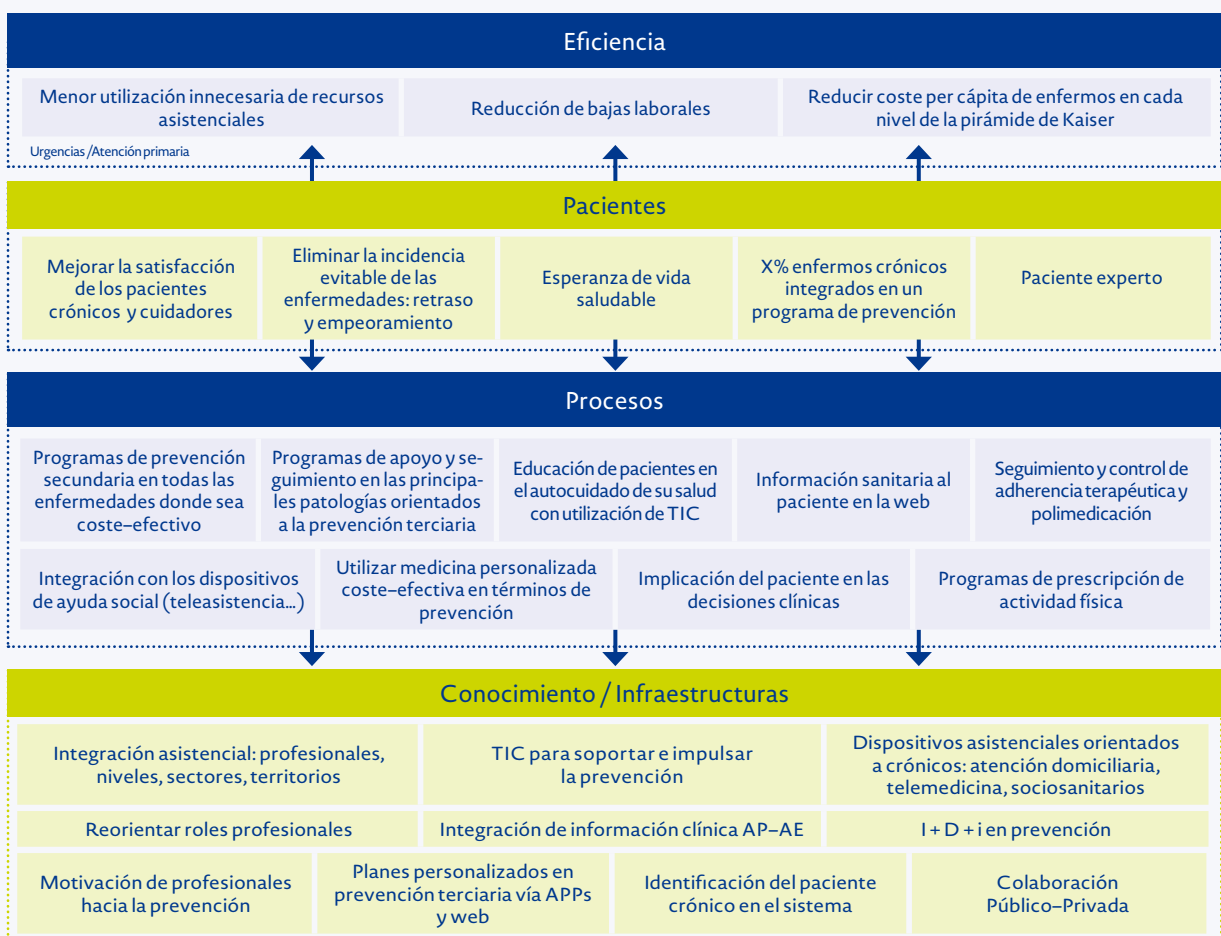 Eficiencia
Menor utilización innecesaria de recursos
asistenciales
Reducción de bajas laborales
Reducir coste per cápita de enfermos en cada
nivel de la pirámide de Kaiser
Urgencias /Atención primaria
Pacientes
Mejorar la satisfacción
de los pacientes
crónicos y cuidadores
Eliminar la incidencia
evitable de las
enfermedades: retraso
y empeoramiento
Esperanza de vida
saludable
X% enfermos crónicos
integrados en un
programa de prevención
Paciente experto
Procesos
Programas de prevención
secundaria en todas las
enfermedades donde sea
coste–efectivo
Programas de apoyo y se-
guimiento en las principa-
les patologías orientados
a la prevención terciaria
Educación de pacientes en
el autocuidado de su salud
con utilización de TIC
Información sanitaria al
paciente en la web
Seguimiento y control de
adherencia terapéutica y
polimedicación
Integración con los dispositivos
de ayuda social (teleasistencia...)
Utilizar medicina personalizada
coste–efectiva en términos de
prevención
Implicación del paciente en las
decisiones clínicas
Programas de prescripción de
actividad física
Conocimiento / Infraestructuras
Integración asistencial: profesionales,
niveles, sectores, territorios
TIC para soportar e impulsar
la prevención
Dispositivos asistenciales orientados
a crónicos: atención domiciliaria,
telemedicina, sociosanitarios
Reorientar roles profesionales
Integración de información clínica AP–AE
I + D + i en prevención
Motivación de profesionales
hacia la prevención
Planes personalizados en
prevención terciaria vía APPs
y web
Identificación del paciente
crónico en el sistema
Colaboración
Público–Privada